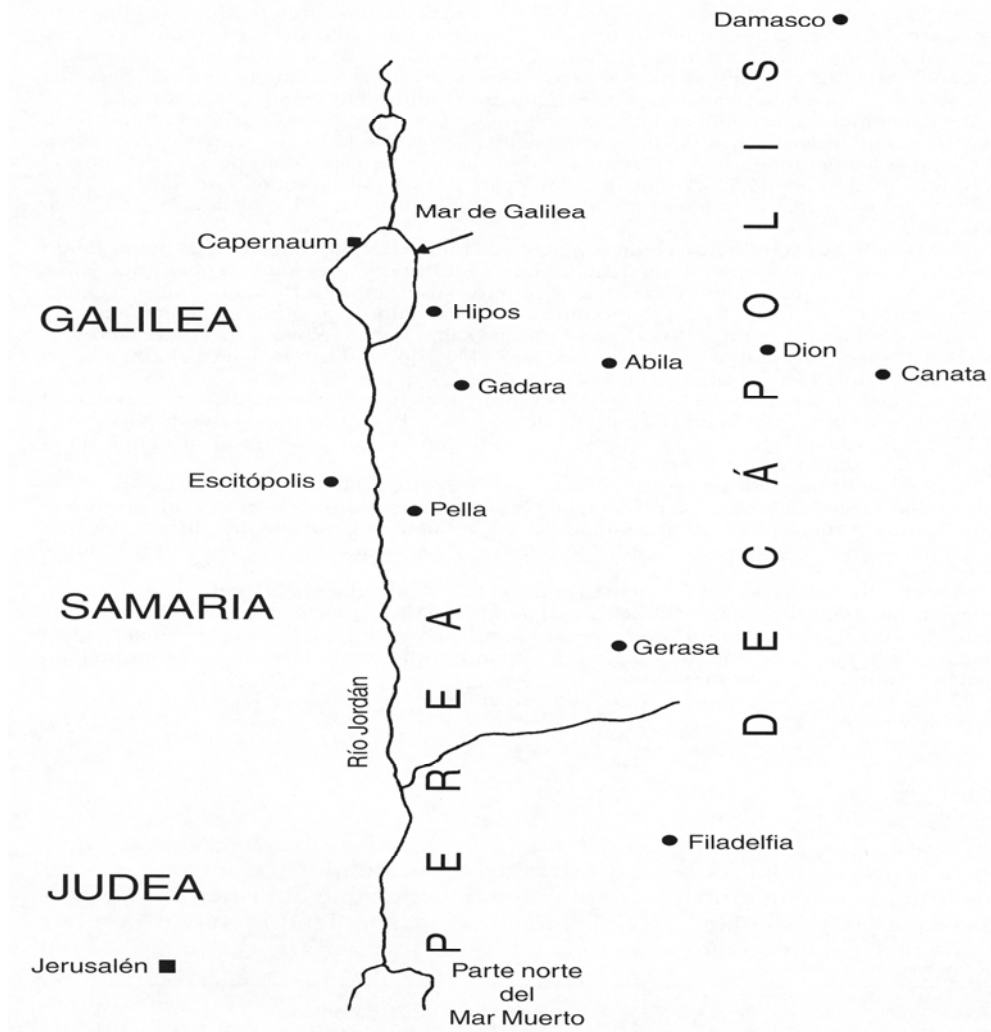 Damasco
DECÁPOLIS
Mar de Galilea
Capernaum
Hipos
GALILEA
Dion
Abila
Canata
Gadara
Escitópolis
Pella
SAMARIA
Gerasa
Río Jordán
PEREA
Filadelfia
JUDEA
Jerusalén
Parte norte
del
Mar Muerto